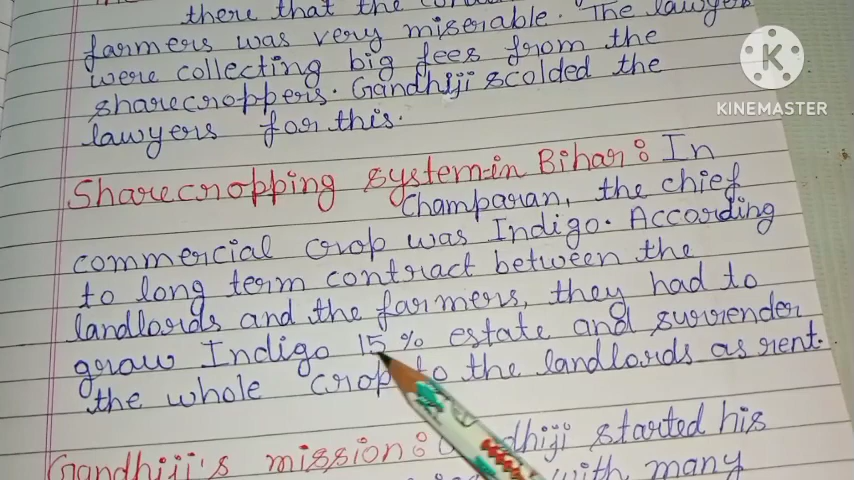 there that the
farmers was very miserable. The lawyers
were collecting big fees from the
sharecroppers. Gandhiji scolded the
lawyers for this.
Sharecropping system in Bihar: In
Champaran, the chief
commercial crop was Indigo. According
to long term contract between the
landlords and the farmers, they had to
graw Indigo 15% estate and surrender
the whole crop to the landlords as rent.
Gandhiji's mission: Gandhiji started his
with many
K
KINEMASTER